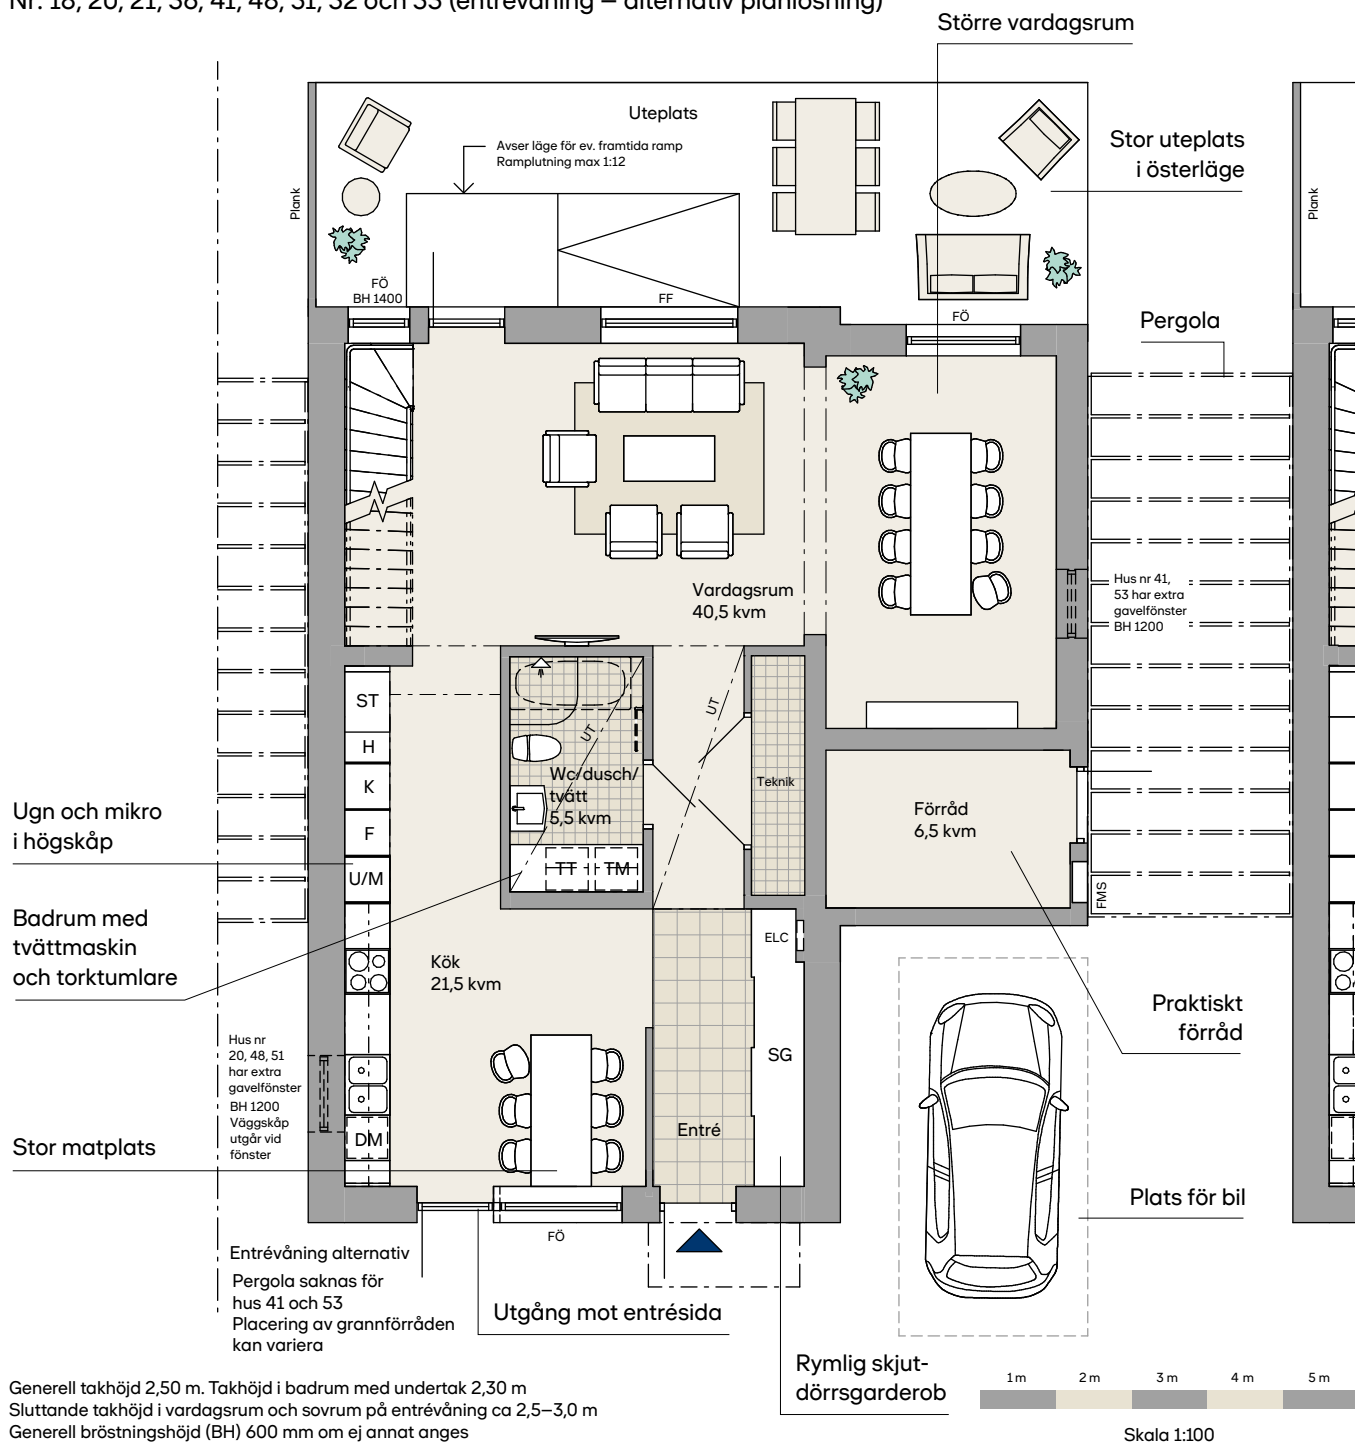 Nr. 18, 20, 21, 38, 41, 48, 51, 52 och 53 (entrévåning – alternativ planlösning)
Större vardagsrum
Uteplats
Avser läge för ev. framtida ramp
Ramplutning max 1:12
Stor uteplats
i österläge
Plank
Plank
FÖ
BH 1400
FF
FÖ
Pergola
Hus nr 41,
53 har extra
gavelfönster
BH 1200
Vardagsrum
40,5 kvm
ST
H
K
F
U/M
UT
UT
Wc/dusch/
tvätt
5,5 kvm
Teknik
TT
TM
Förråd
6,5 kvm
FMS
Ugn och mikro
i högskåp
Badrum med
tvättmaskin
och torktumlare
ELC
Kök
21,5 kvm
Praktiskt
förråd
SG
Hus nr
20, 48, 51
har extra
gavelfönster
BH 1200
Väggskåp
utgår vid
fönster
DM
Entré
Stor matplats
Plats för bil
FÖ
Entrévåning alternativ
Pergola saknas för
hus 41 och 53
Placering av grannförråden
kan variera
Utgång mot entrésida
Rymlig skjut-
dörrsgarderob
1 m
2 m
3 m
4 m
5 m
Skala 1:100
Generell takhöjd 2,50 m. Takhöjd i badrum med undertak 2,30 m
Sluttande takhöjd i vardagsrum och sovrum på entrévåning ca 2,5–3,0 m
Generell bröstningshöjd (BH) 600 mm om ej annat anges